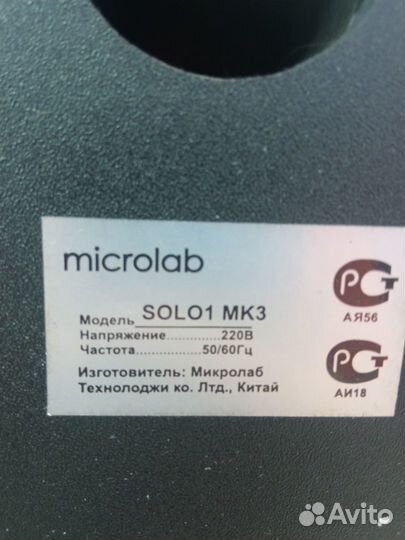 microlab
Модель SOLO1 MK3
Напряжение.............220В
Частота......................50/60Гц
Изготовитель: Микролаб
Технолоджи ко. Лтд., Китай
РСТ
АЯ56
РСТ
АИ18
Avito